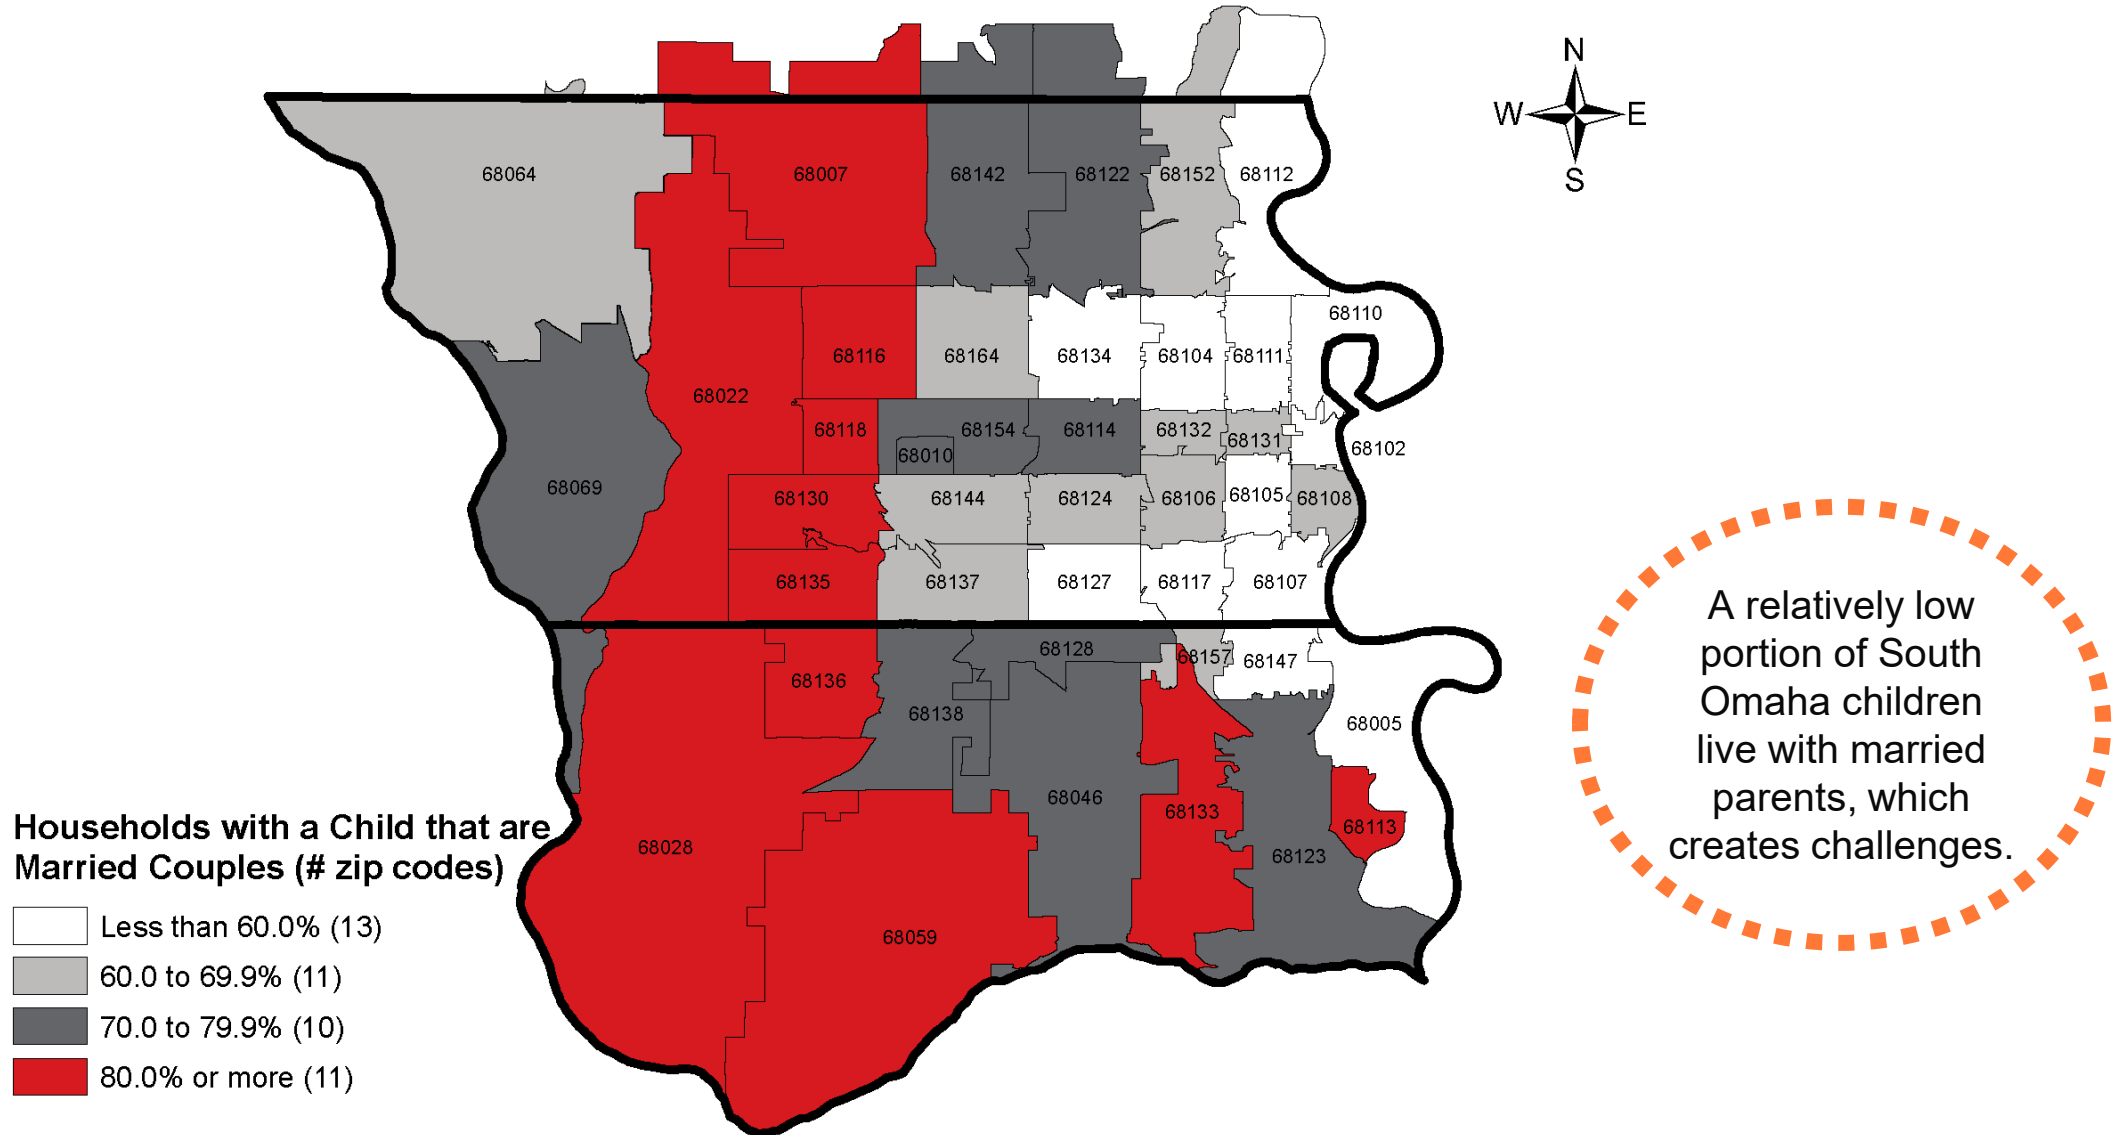 N
W E
S
68064
68007
68142
68122
68152
68112
68110
68116
68164
68134
68104
68111
68022
68118
68154
68114
68132
68131
68102
68010
68069
68130
68144
68124
68106
68105
68108
68135
68137
68127
68117
68107
68128
68157
68147
68136
68138
68005
68046
68133
68113
68028
68123
68059
A relatively low
portion of South
Omaha children
live with married
parents, which
creates challenges.
Households with a Child that are
Married Couples (# zip codes)
Less than 60.0% (13)
60.0 to 69.9% (11)
70.0 to 79.9% (10)
80.0% or more (11)